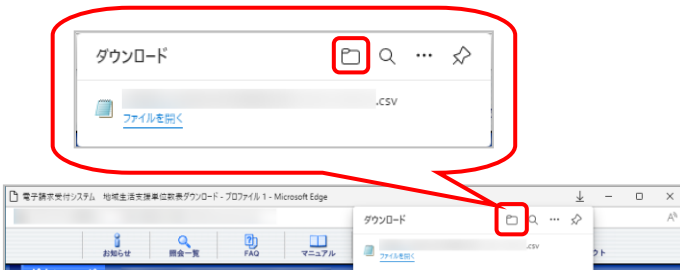 ダウンロード
.csv
ファイルを開く
電子請求受付システム 地域生活支援単位数表ダウンロード - プロファイル 1 - Microsoft Edge
ダウンロード
.csv
ファイルを開く
お知らせ
照会一覧
FAQ
マニュアル